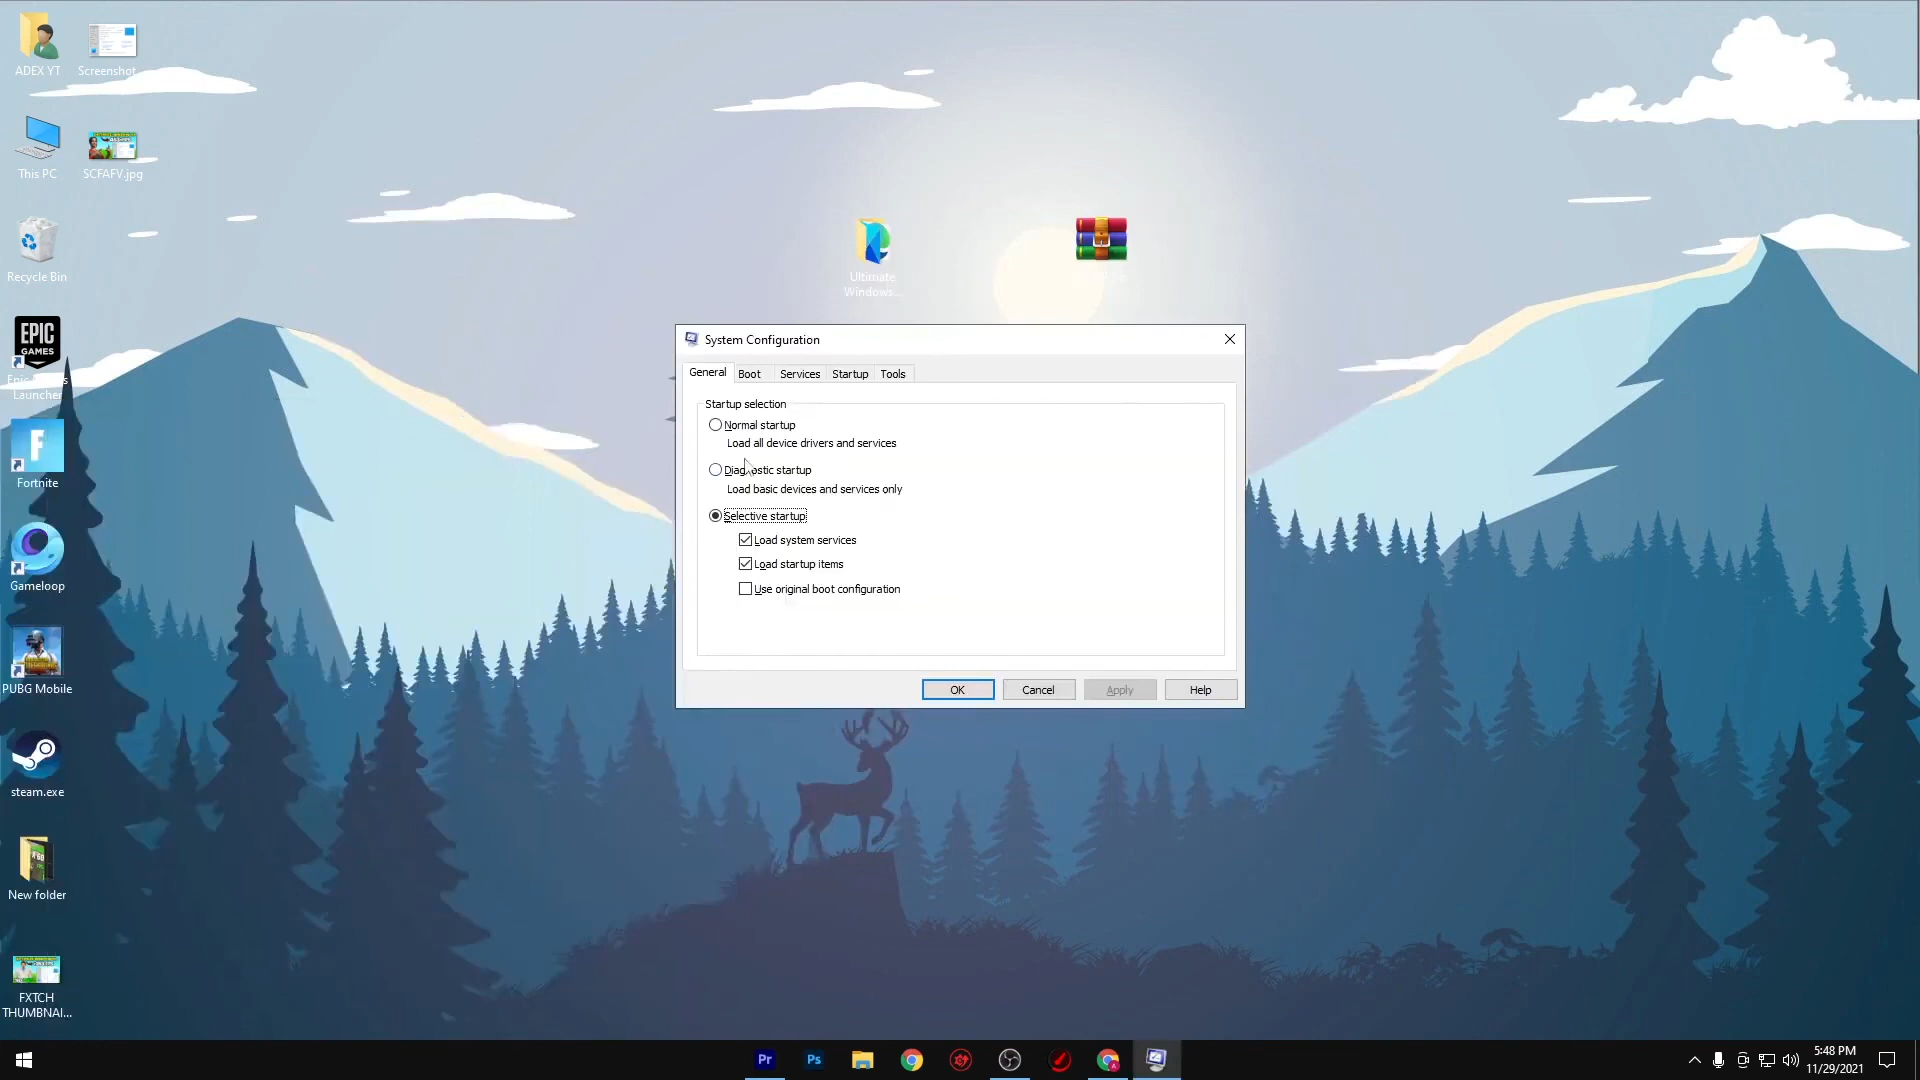 ADEX YT
Screenshot
This PC
SCFAFV.jpg
Recycle Bin
Ultimate
Windows...
EPIC
GAMES
Launcher
F
Fortnite
Gameloop
PUBG Mobile
steam.exe
New folder
FXTCH
THUMBNAI...
System Configuration
General
Boot
Services
Startup
Tools
Startup selection
Normal startup
Load all device drivers and services
Diagnostic startup
Load basic devices and services only
Selective startup
Load system services
Load startup items
Use original boot configuration
OK
Cancel
Apply
Help
Pr
Ps
5:48 PM
11/29/2021